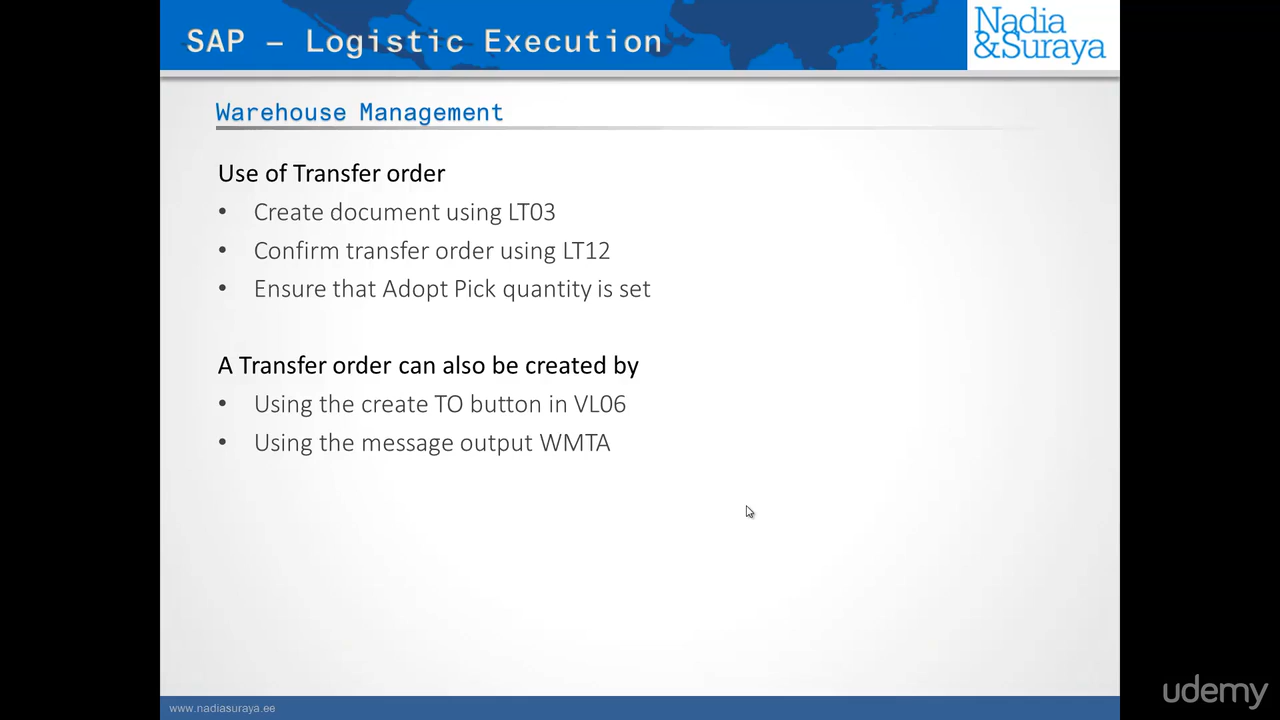 SAP – Logistic Execution
Nadia
&Suraya
Warehouse Management
Use of Transfer order
• Create document using LT03
• Confirm transfer order using LT12
• Ensure that Adopt Pick quantity is set
A Transfer order can also be created by
• Using the create TO button in VL06
• Using the message output WMTA
www.nadiasuraya.ee
udemy